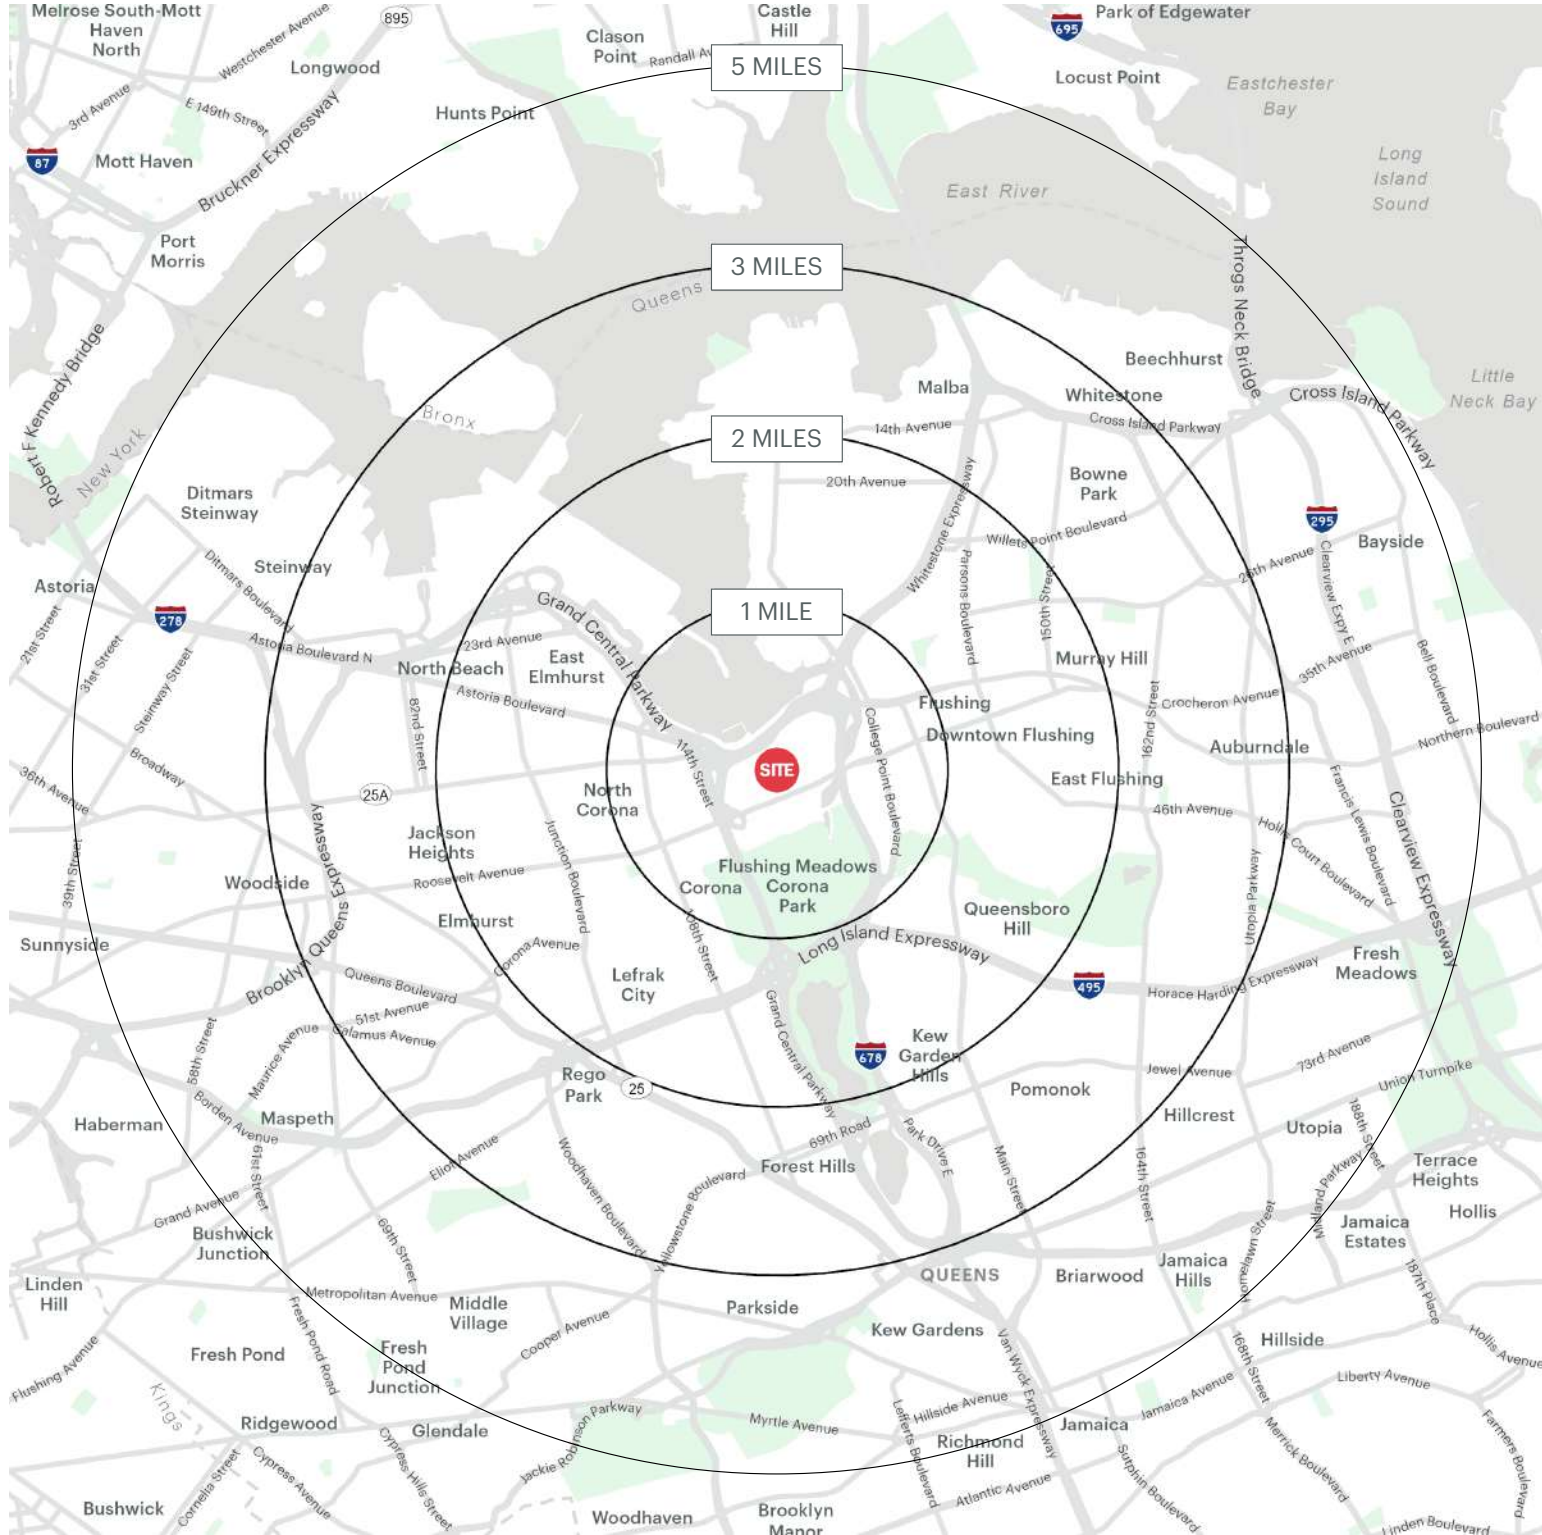 Melrose South-Mott
Haven
North
895
Castle
Hill
695
Park of Edgewater
Westchester Avenue
Clason
Point
Randall Av
5 MILES
Longwood
Locust Point
Eastchester
Bay
3rd Avenue
E 149th Street
Hunts Point
Bruckner Expressway
87
Mott Haven
Long
Island
Sound
East River
Port
Morris
3 MILES
Throgs Neck Bridge
Queens
Robert F Kennedy Bridge
New York
Bronx
Beechhurst
Malba
Whitestone
Little
Neck Bay
Cross Island Parkway
14th Avenue
Cross Island Parkway
2 MILES
Ditmars
Steinway
20th Avenue
Bowne
Park
Whitestone Expressway
Willets Point Boulevard
295
Bayside
Steinway
26th Avenue
Clearview Expy E
Ditmars Boulevard
Astoria
21st Street
278
31st Street
Steinway Street
Astoria Boulevard N
Grand Central Parkway
1 MILE
Parsons Boulevard
150th Street
23rd Avenue
North Beach
East
Elmhurst
Murray Hill
35th Avenue
Bell Boulevard
Astoria Boulevard
82nd Street
Flushing
162nd Street
Crocheron Avenue
Northern Boulevard
College Point Boulevard
Downtown Flushing
Auburndale
36th Avenue
Broadway
114th Street
SITE
East Flushing
25A
North
Corona
46th Avenue
Francis Lewis Boulevard
Hollis Court Boulevard
Clearview Expressway
39th Street
Jackson
Heights
Junction Boulevard
Brooklyn Queens Expressway
Woodside
Roosevelt Avenue
Flushing Meadows
Corona
Park
Corona
Utopia Parkway
Elmhurst
108th Street
Queensboro
Hill
Sunnyside
Corona Avenue
Long Island Expressway
Fresh
Meadows
Queens Boulevard
Lefrak
City
495
Horace Harding Expressway
51st Avenue
Calamus Avenue
58th Street
Maurice Avenue
Grand Central Parkway
678
Kew
Garden
Hills
73rd Avenue
Rego
Park
25
Pomonok
Jewel Avenue
Union Turnpike
Haberman
Borden Avenue
Maspeth
69th Road
Park Drive E
Hillcrest
Utopia
188th Street
61st Street
Eliot Avenue
Woodhaven Boulevard
Yellowstone Boulevard
Forest Hills
Main Street
164th Street
Midland Parkway
Terrace
Heights
Grand Avenue
Bushwick
Junction
69th Street
Homelawn Street
Jamaica
Estates
Hollis
Linden
Hill
QUEENS
Briarwood
Jamaica
Hills
187th Place
Metropolitan Avenue
Middle
Village
Parkside
Fresh Pond Road
Cooper Avenue
Kew Gardens
Van Wyck Expressway
168th Street
Hillside
Hollis Avenue
Flushing Avenue
Fresh Pond
Fresh
Pond
Junction
Kings
Liberty Avenue
Ridgewood
Glendale
Jackie Robinson Parkway
Myrtle Avenue
Lefferts Boulevard
Hillside Avenue
Jamaica
Jamaica Avenue
Richmond
Hill
Merrick Boulevard
Farmers Boulevard
Cornelia Street
Cypress Avenue
Cypress Hills Street
Atlantic Avenue
Sutphin Boulevard
Bushwick
Woodhaven
Brooklyn
Manor
Linden Boulevard